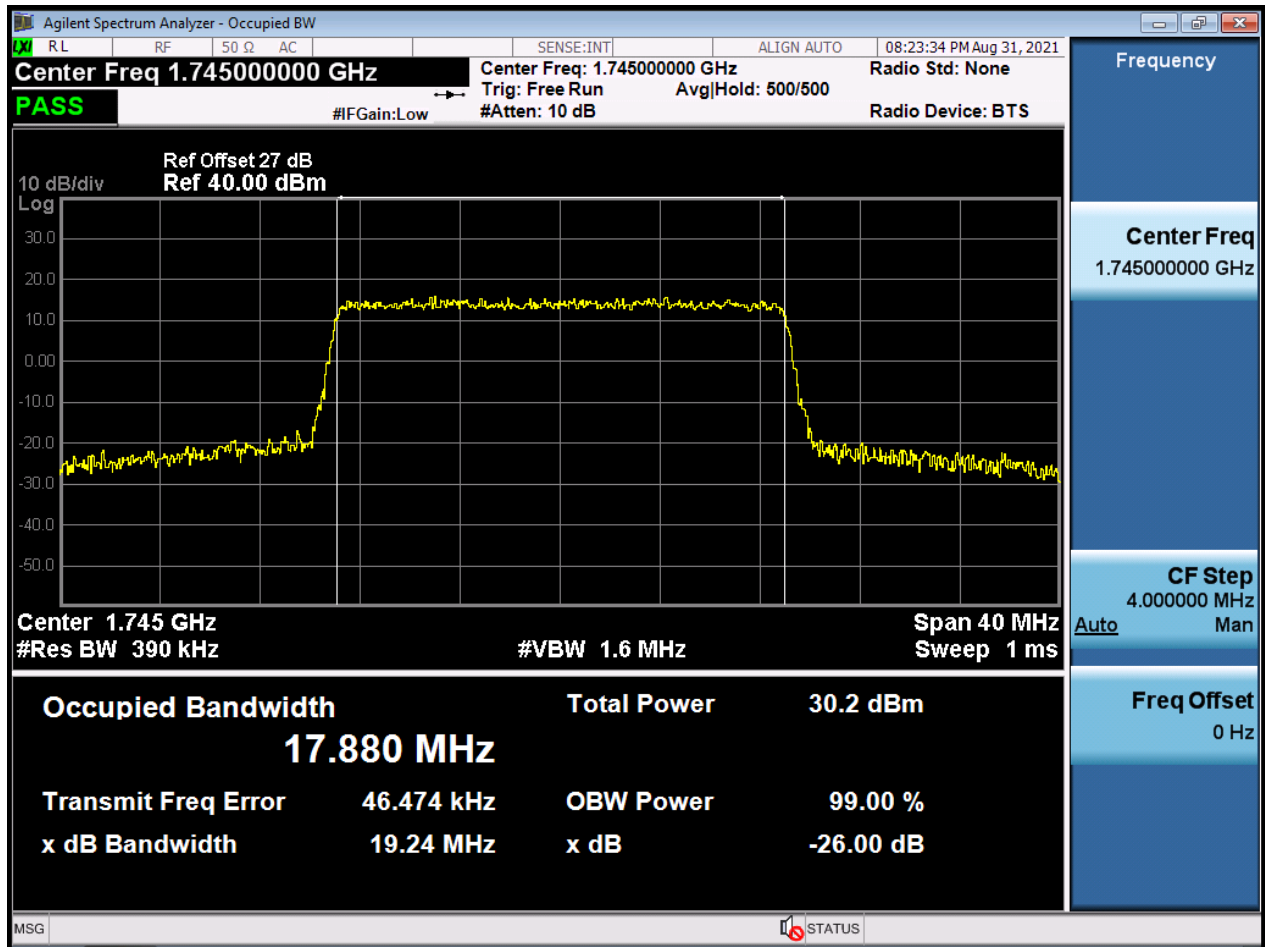 Agilent Spectrum Analyzer - Occupied BW
LXI RL RF 50 Ω AC SENSE:INT ALIGN AUTO 08:23:34 PM Aug 31, 2021
Center Freq 1.745000000 GHz
Center Freq: 1.745000000 GHz
Radio Std: None
Trig: Free Run Avg|Hold: 500/500
PASS
#IFGain:Low
#Atten: 10 dB
Radio Device: BTS
Ref Offset 27 dB
10 dB/div Ref 40.00 dBm
Log
30.0
20.0
10.0
0.00
-10.0
-20.0
-30.0
-40.0
-50.0
Center 1.745 GHz Span 40 MHz
#Res BW 390 kHz #VBW 1.6 MHz Sweep 1 ms
Occupied Bandwidth Total Power 30.2 dBm
17.880 MHz
Transmit Freq Error 46.474 kHz OBW Power 99.00 %
x dB Bandwidth 19.24 MHz x dB -26.00 dB
MSG STATUS
Frequency
Center Freq
1.745000000 GHz
CF Step
4.000000 MHz
Auto Man
Freq Offset
0 Hz